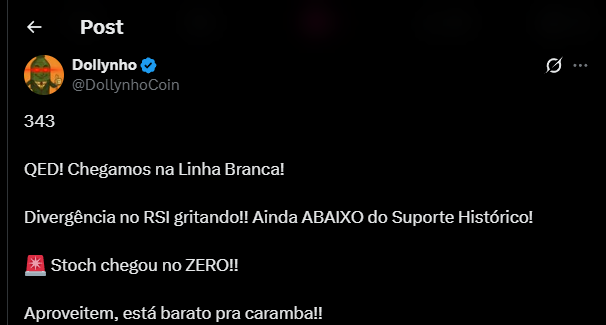 Post
Dollynho
@DollynhoCoin
343
QED! Chegamos na Linha Branca!
Divergência no RSI gritando!! Ainda ABAIXO do Suporte Histórico!
🚨 Stoch chegou no ZERO!!
Aproveitem, está barato pra caramba!!